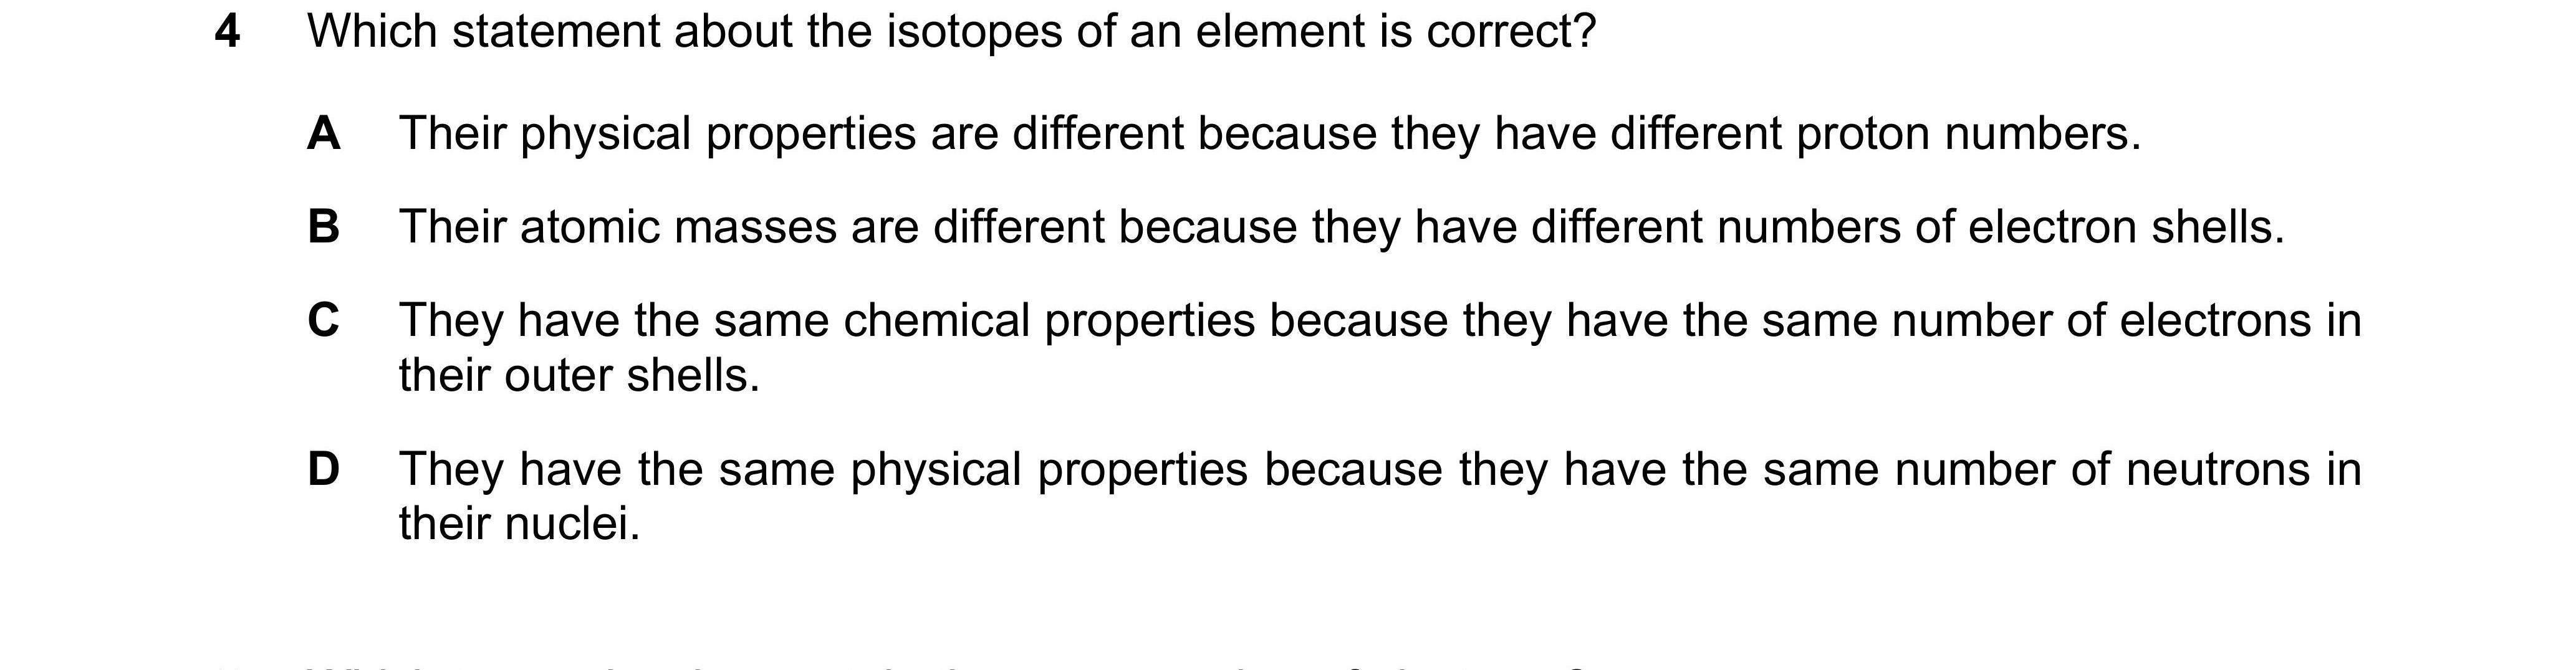 4 Which statement about the isotopes of an element is correct?
A Their physical properties are different because they have different proton numbers.
B Their atomic masses are different because they have different numbers of electron shells.
C They have the same chemical properties because they have the same number of electrons in
their outer shells.
D They have the same physical properties because they have the same number of neutrons in
their nuclei.